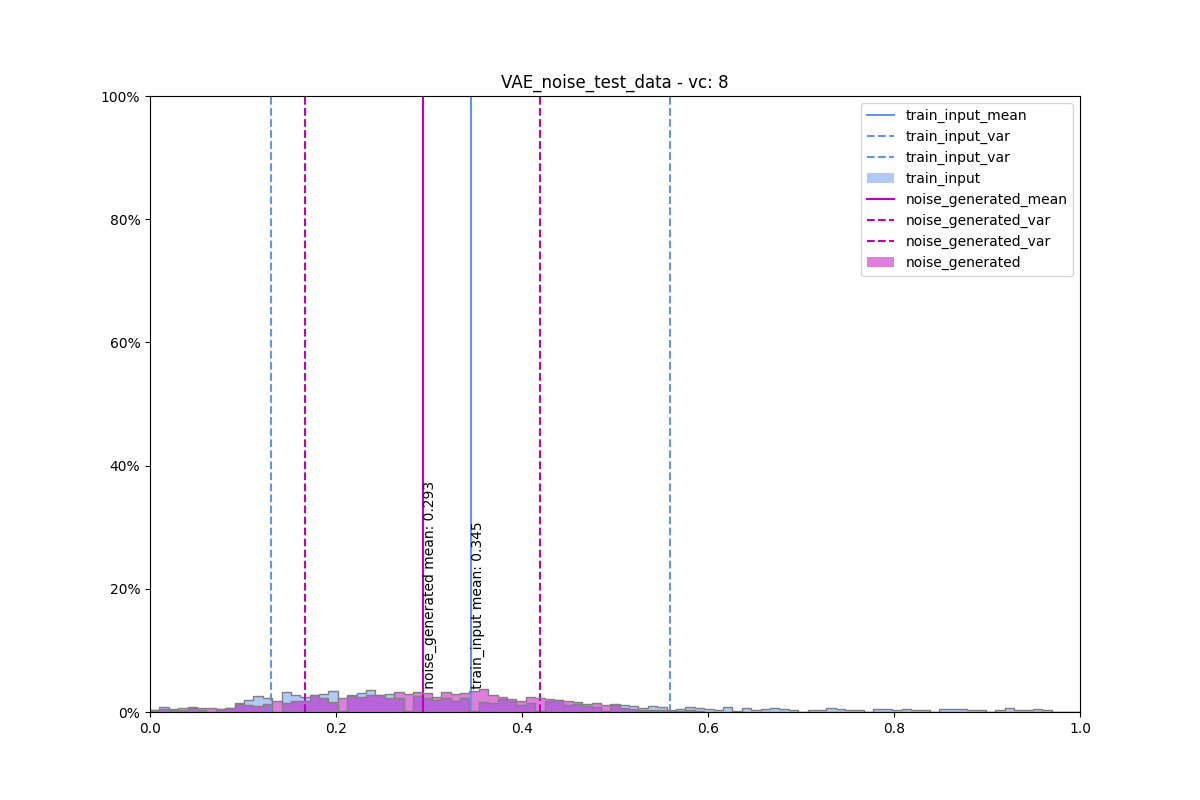 VAE_noise_test_data - vc: 8
100%
80%
60%
40%
20%
0%
train_input_mean
train_input_var
train_input_var
train_input
noise_generated_mean
noise_generated_var
noise_generated_var
noise_generated
noise_generated mean: 0.293
train_input mean: 0.345
0.0 0.2 0.4 0.6 0.8 1.0